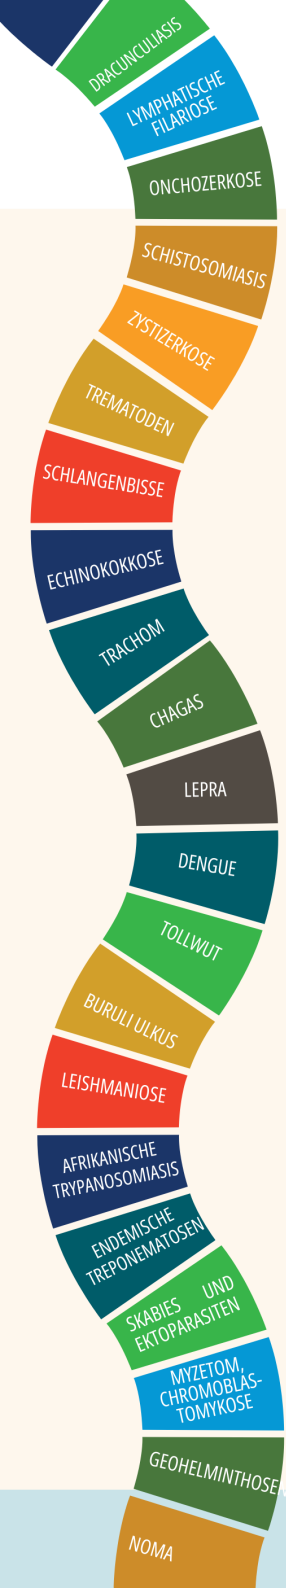 DRACUNCULIASIS
LYMPHATISCHE
FILARIOSE
ONCHOZERKOSE
SCHISTOSOMIASIS
ZYSTIZERKOSE
TREMATODEN
SCHLANGENBISSE
ECHINOKOKKOSE
TRACHOM
CHAGAS
LEPRA
DENGUE
TOLLWUT
BURULI ULKUS
LEISHMANIOSE
AFRIKANISCHE
TRYPANOSOMIASIS
ENDEMISCHE
TREPONEMATOSEN
SKABIES UND
EKTOPARASITEN
MYZETOM,
CHROMOBLAS-
TOMYKOSE
GEOHELMINTHOSE
NOMA